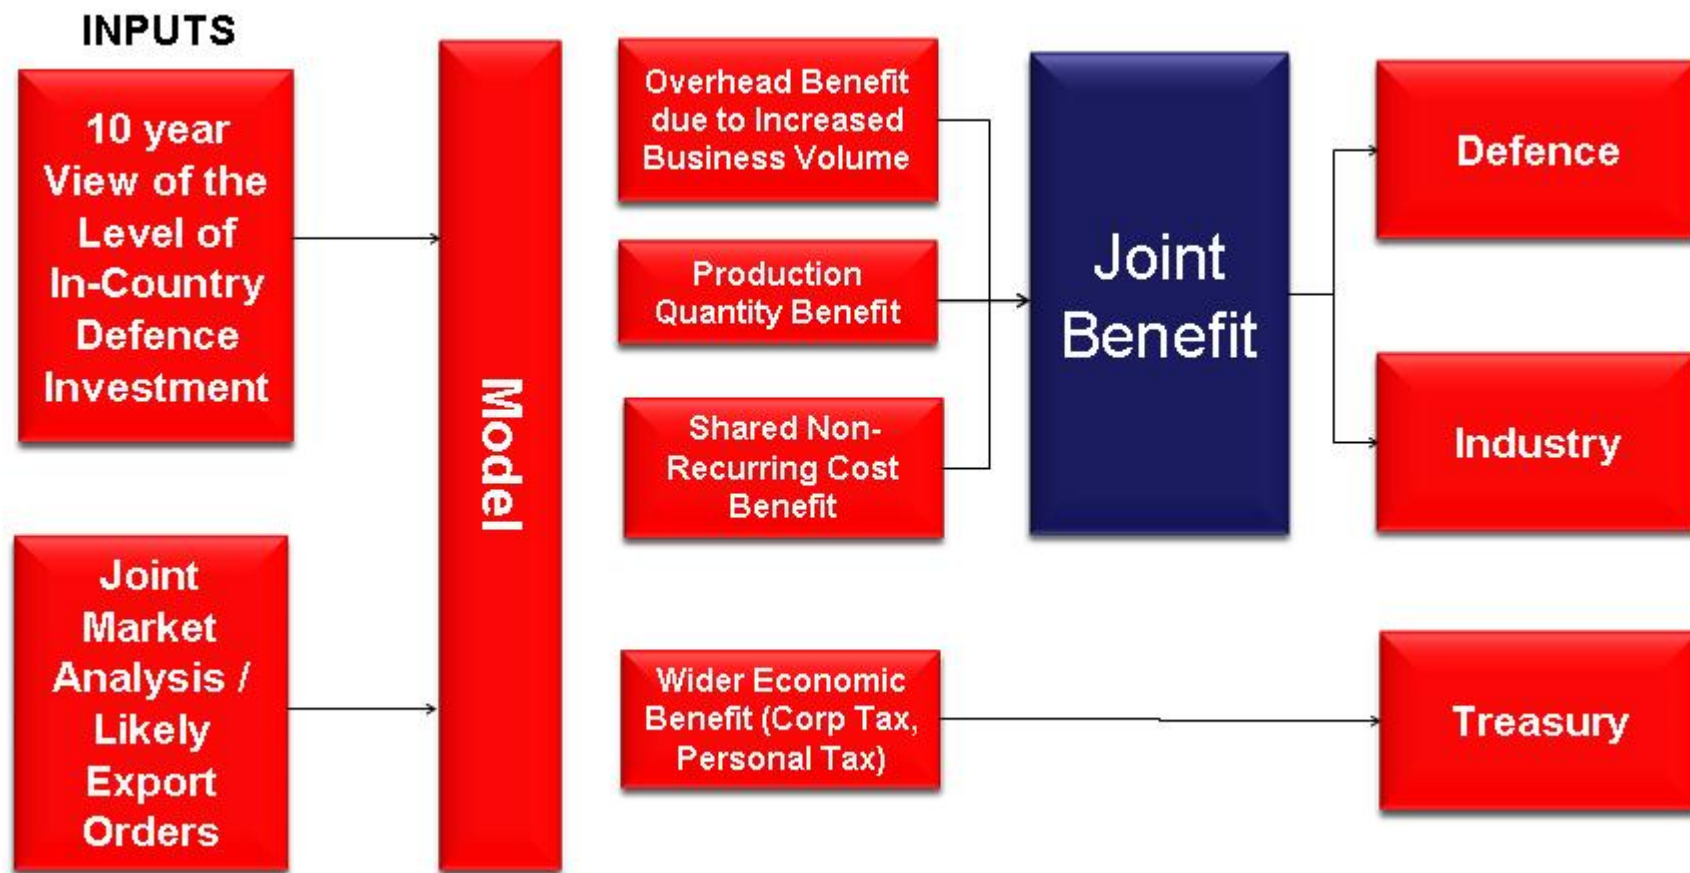 INPUTS
10 year
View of the
Level of
In-Country
Defence
Investment
Joint
Market
Analysis /
Likely
Export
Orders
Model
Overhead Benefit
due to Increased
Business Volume
Production
Quantity Benefit
Shared Non-
Recurring Cost
Benefit
Wider Economic
Benefit (Corp Tax,
Personal Tax)
Joint
Benefit
Defence
Industry
Treasury